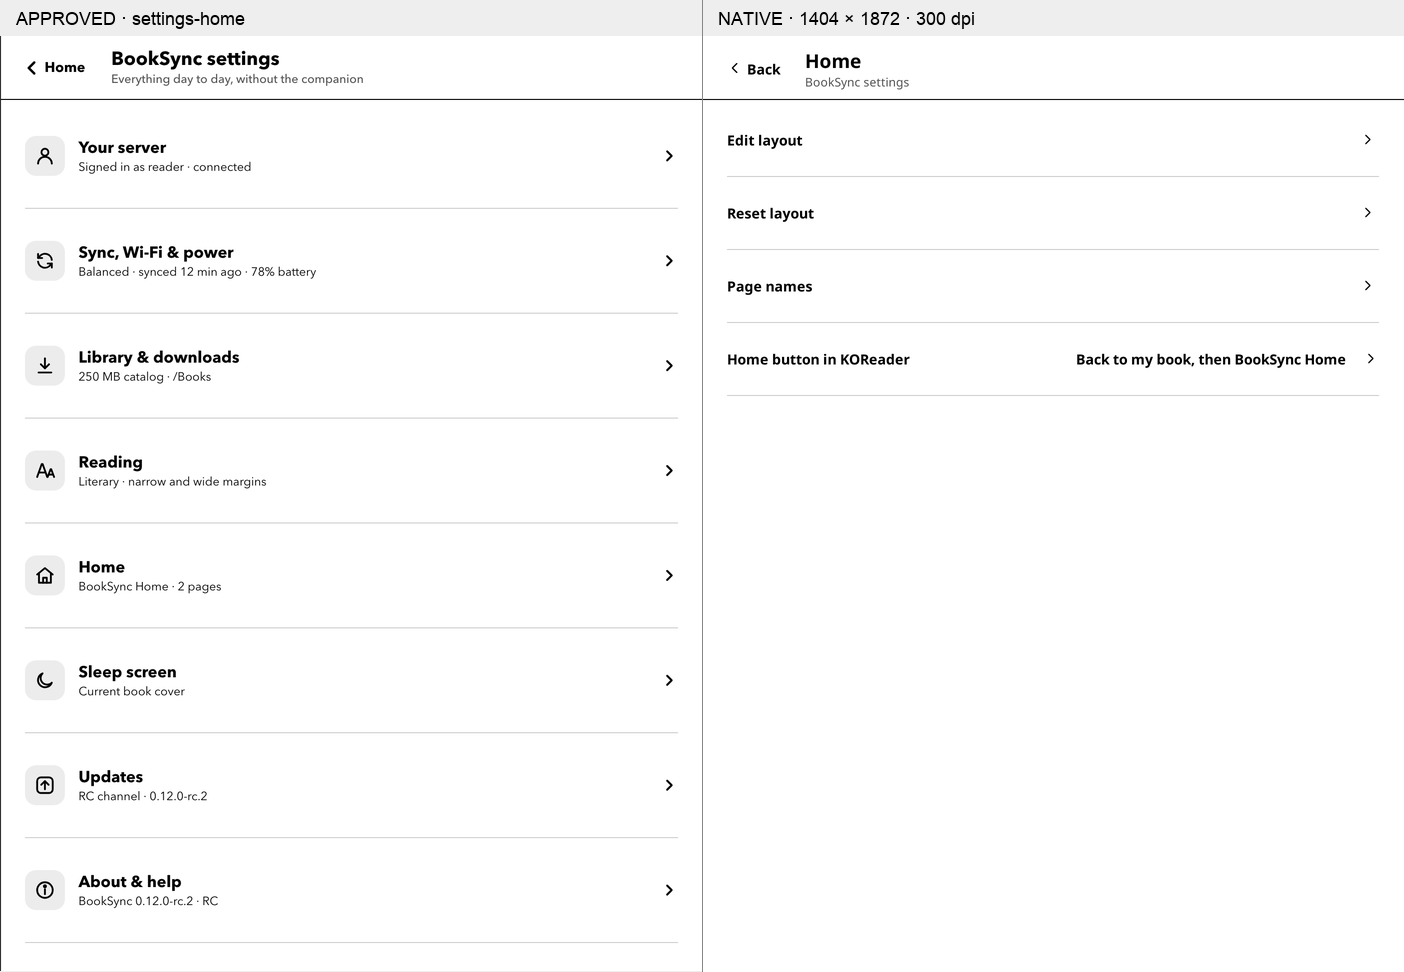 APPROVED · settings-home
Home
BookSync settings
Everything day to day, without the companion
Your server
Signed in as reader · connected
Sync, Wi-Fi & power
Balanced · synced 12 min ago · 78% battery
Library & downloads
250 MB catalog · /Books
Reading
Literary · narrow and wide margins
Home
BookSync Home · 2 pages
Sleep screen
Current book cover
Updates
RC channel · 0.12.0-rc.2
About & help
BookSync 0.12.0-rc.2 · RC
NATIVE · 1404 × 1872 · 300 dpi
Back
Home
BookSync settings
Edit layout
Reset layout
Page names
Home button in KOReader
Back to my book, then BookSync Home